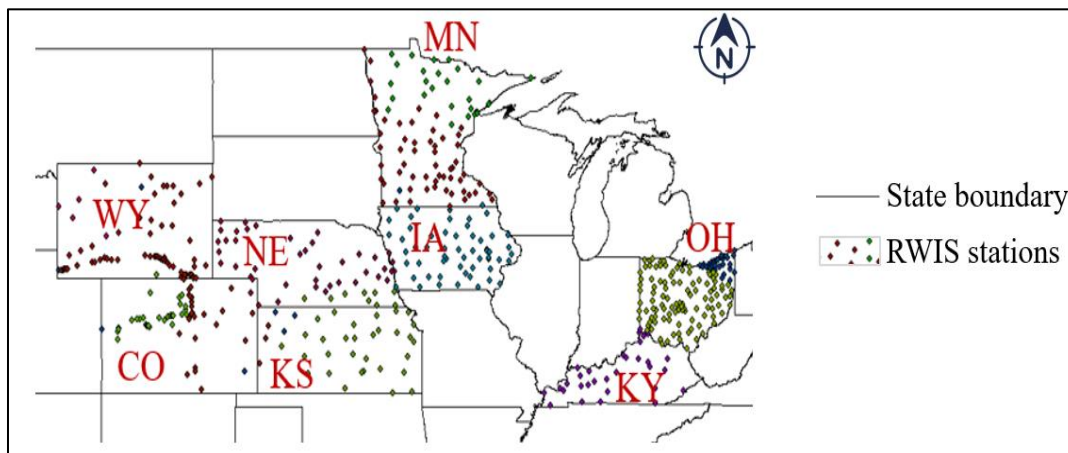 MN
N
WY
NE
IA
OH
CO
KS
KY
State boundary
RWIS stations